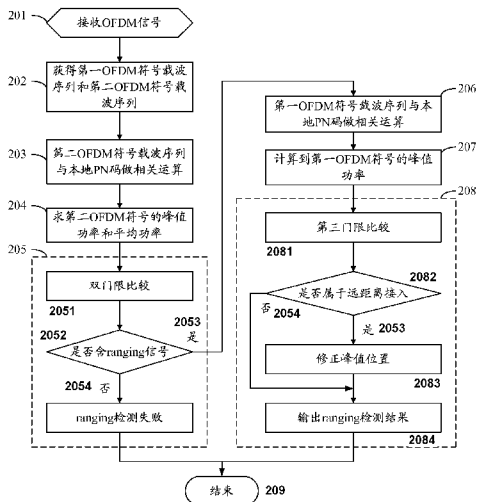 201
接收OFDM信号
202
获得第一OFDM符号载波
序列和第二OFDM符号载
波序列
203
第二OFDM符号载波序列
与本地PN码做相关运算
204
求第二OFDM符号的峰值
功率和平均功率
205
双门限比较
2051
2052
2053
是
是否含ranging信号
2054
否
ranging检测失败
206
第一OFDM符号载波序列与本
地PN码做相关运算
207
计算到第一OFDM符号的峰值
功率
208
第三门限比较
2081
2082
否
2054
是否属于远距离接入
是
2053
修正峰值位置
2083
输出ranging检测结果
2084
结束
209